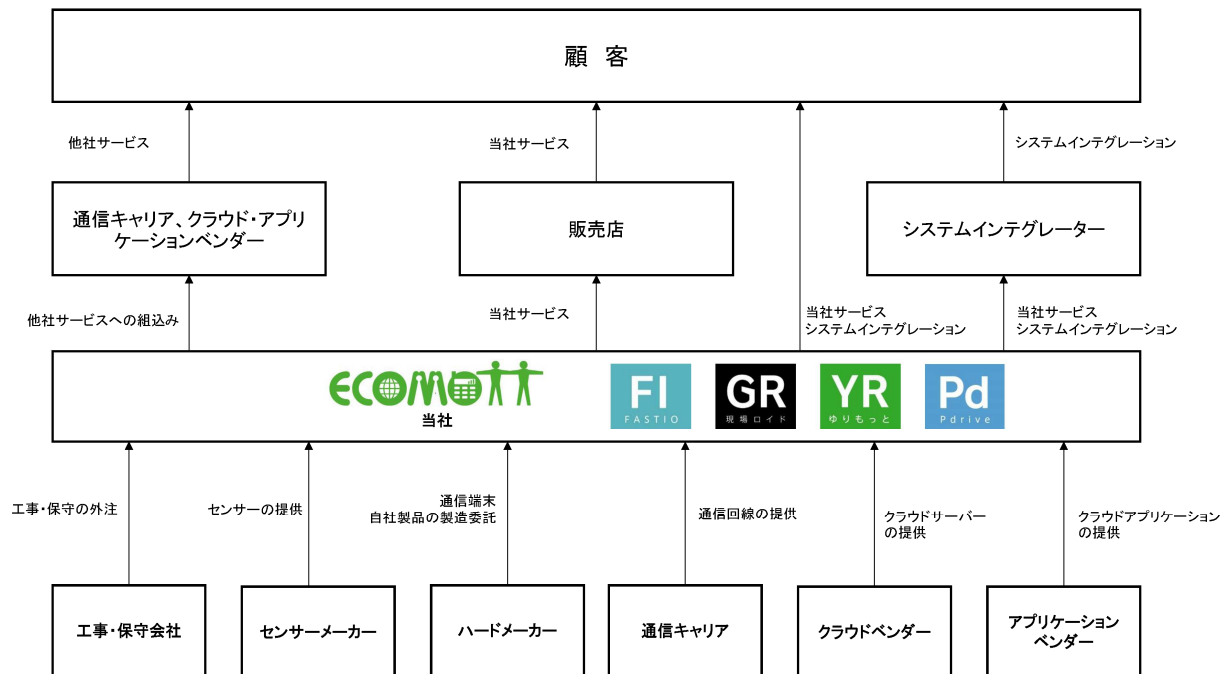 顧 客
他社サービス
当社サービス
システムインテグレーション
通信キャリア、クラウド・アプリ
ケーションベンダー
販売店
システムインテグレーター
他社サービスへの組込み
当社サービス
当社サービス
システムインテグレーション
当社サービス
システムインテグレーション
ECOMOTT
当社
FI
FASTIO
GR
現場ロイド
YR
ゆりもっと
Pd
Pdrive
工事・保守の外注
センサーの提供
通信端末
自社製品の製造委託
通信回線の提供
クラウドサーバー
の提供
クラウドアプリケーション
の提供
工事・保守会社
センサーメーカー
ハードメーカー
通信キャリア
クラウドベンダー
アプリケーション
ベンダー